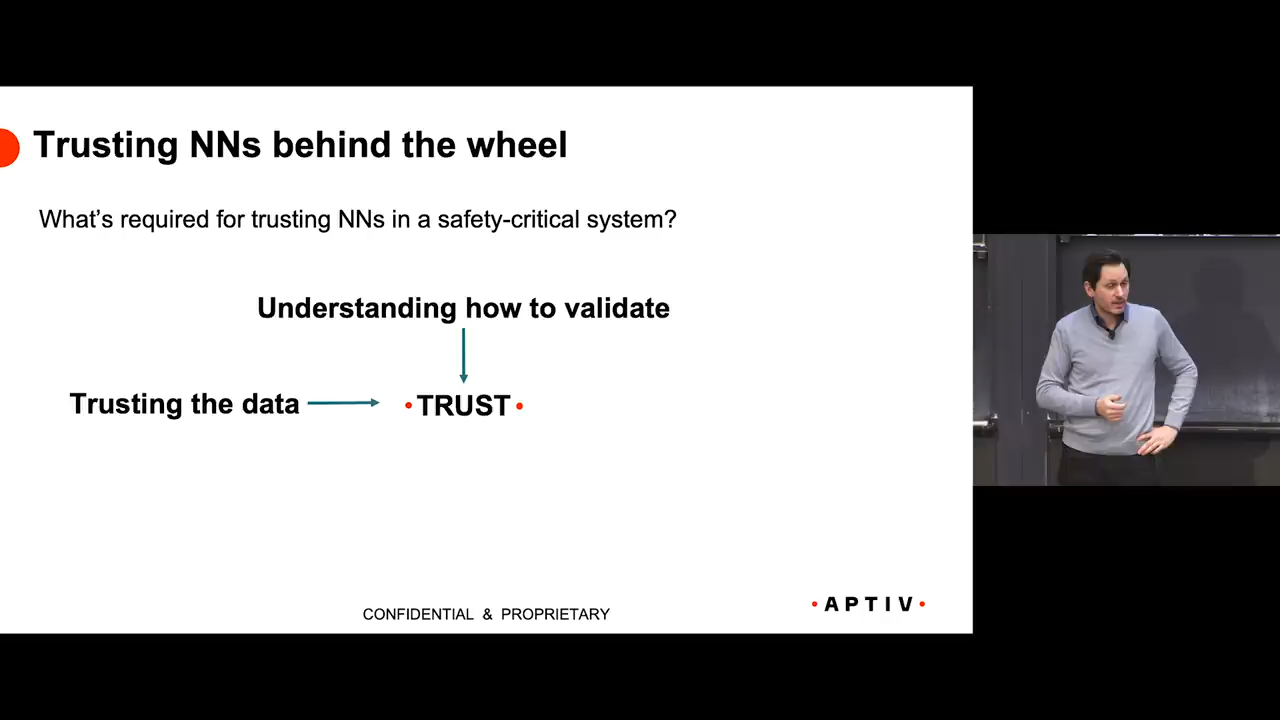 Trusting NNs behind the wheel
What’s required for trusting NNs in a safety-critical system?
Understanding how to validate
Trusting the data
TRUST
CONFIDENTIAL & PROPRIETARY
APTIV